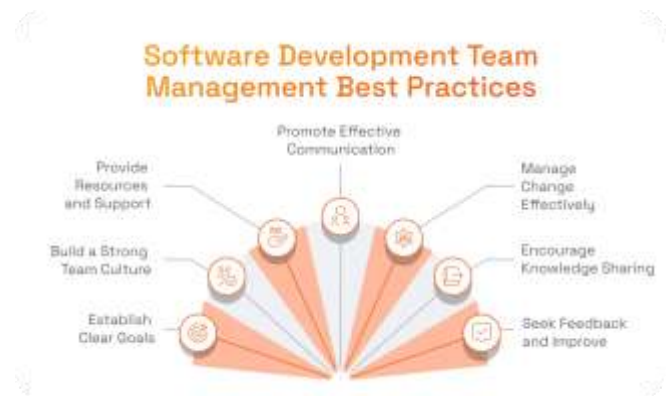 Software Development Team
Management Best Practices
Promote Effective
Communication
Provide
Resources
and Support
Manage
Change
Effectively
Build a Strong
Team Culture
Encourage
Knowledge Sharing
Establish
Clear Goals
Seek Feedback
and Improve